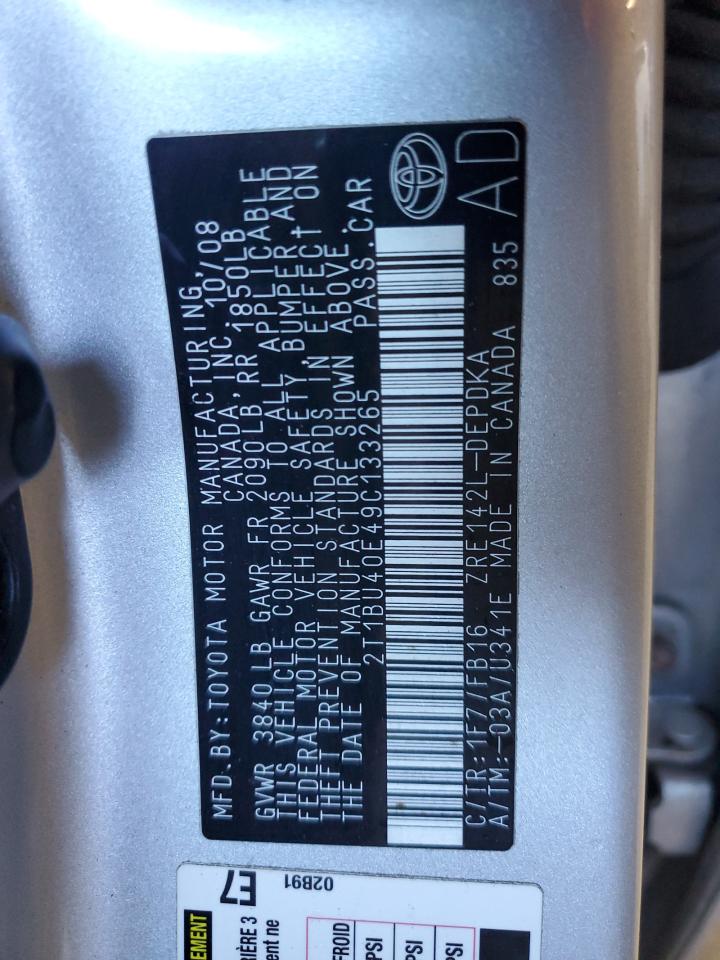 MFD. BY: TOYOTA MOTOR MANUFACTURING,
CANADA, INC. 10/08
GVWR 3840LB GAWR FR 2090LB RR 1850LB
THIS VEHICLE CONFORMS TO ALL APPLICABLE
FEDERAL MOTOR VEHICLE SAFETY, BUMPER, AND
THEFT PREVENTION STANDARDS IN EFFECT ON
THE DATE OF MANUFACTURE SHOWN ABOVE.
2T1BU40E49C133265 PASS. CAR
C/TR: 1F7/FB16 ZRE142L-DEPDKA
A/TM: -03A/U341E MADE IN CANADA 835
AD
E7
02B91
EMENT
IÈRE 3
ent ne
FROID
PSI
PSI
PSI